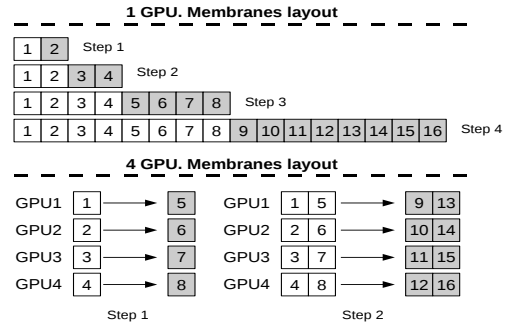 1 GPU. Membranes layout
1 2 Step 1
1 2 3 4 Step 2
1 2 3 4 5 6 7 8 Step 3
1 2 3 4 5 6 7 8 9 10 11 12 13 14 15 16 Step 4
4 GPU. Membranes layout
GPU1 1 5 GPU1 1 5 9 13
GPU2 2 6 GPU2 2 6 10 14
GPU3 3 7 GPU3 3 7 11 15
GPU4 4 8 GPU4 4 8 12 16
Step 1 Step 2